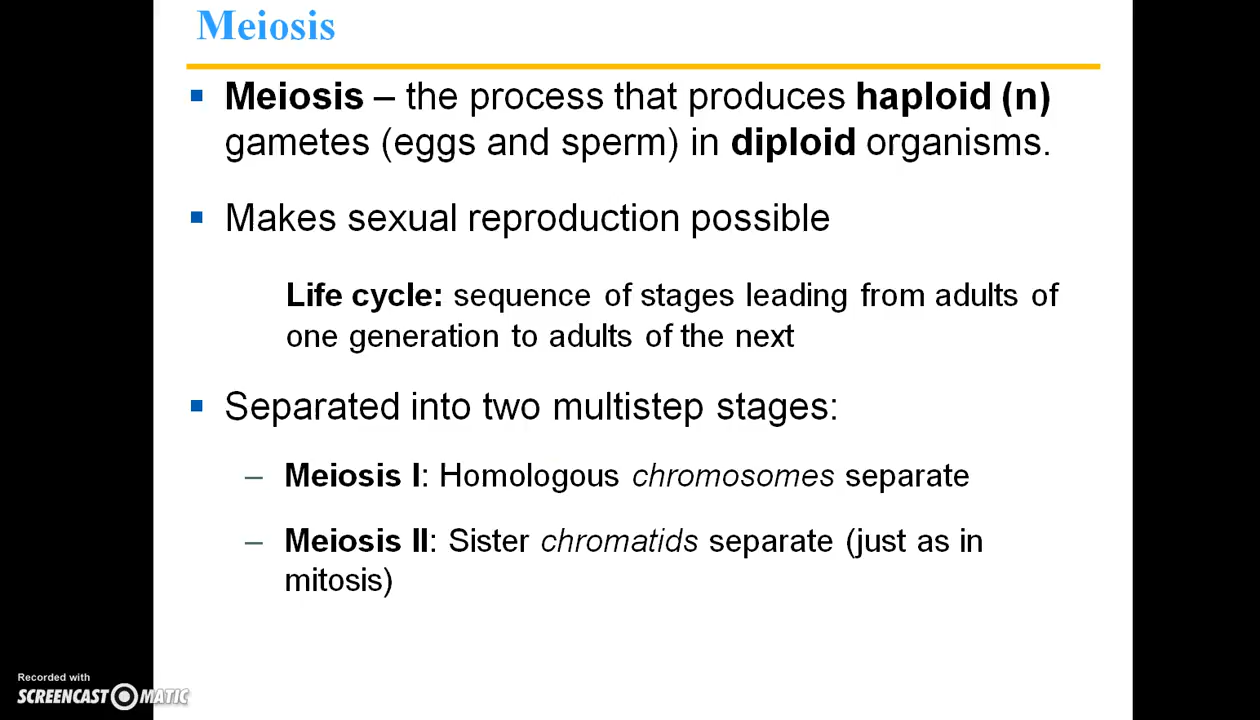 Meiosis
▪ Meiosis – the process that produces haploid (n)
gametes (eggs and sperm) in diploid organisms.
▪ Makes sexual reproduction possible
Life cycle: sequence of stages leading from adults of
one generation to adults of the next
▪ Separated into two multistep stages:
– Meiosis I: Homologous chromosomes separate
– Meiosis II: Sister chromatids separate (just as in
mitosis)
Recorded with
SCREENCAST MATIC